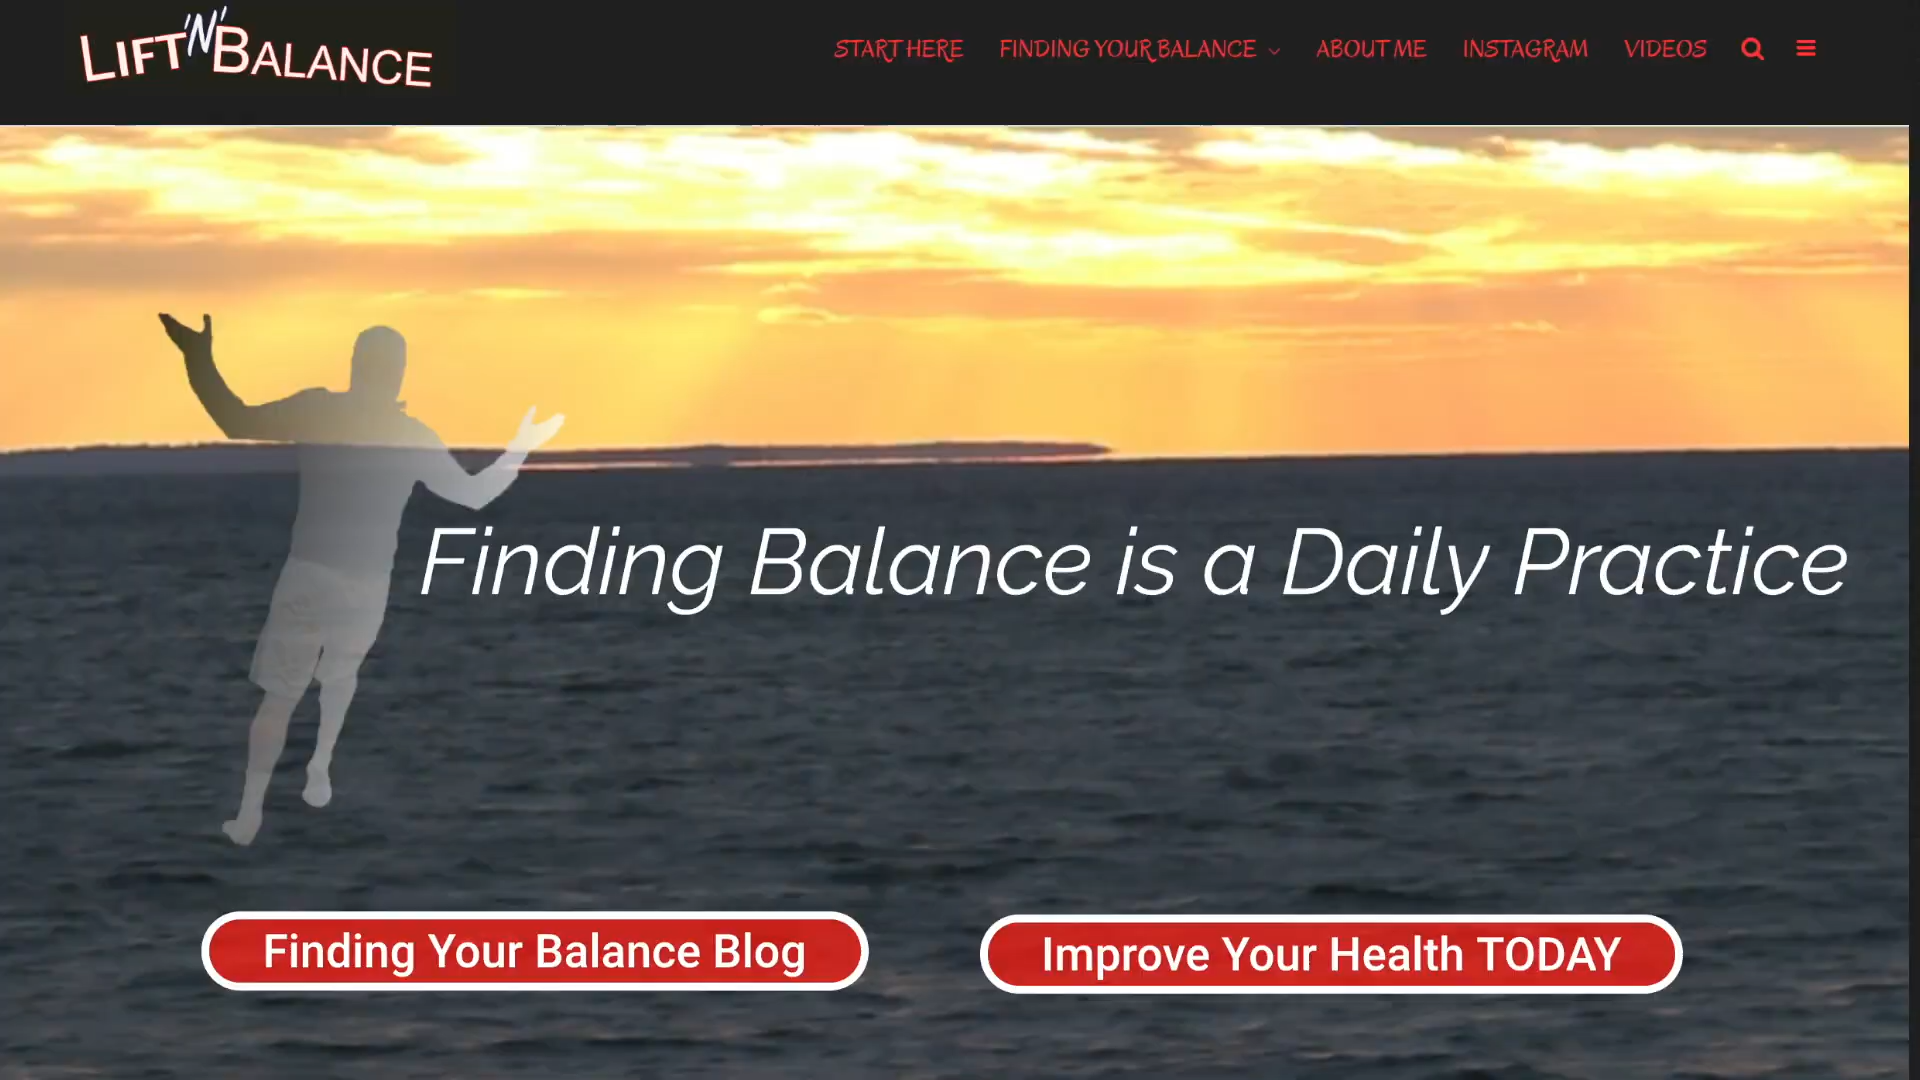 LIFT'N'BALANCE
START HERE
FINDING YOUR BALANCE
ABOUT ME
INSTAGRAM
VIDEOS
Finding Balance is a Daily Practice
Finding Your Balance Blog
Improve Your Health TODAY